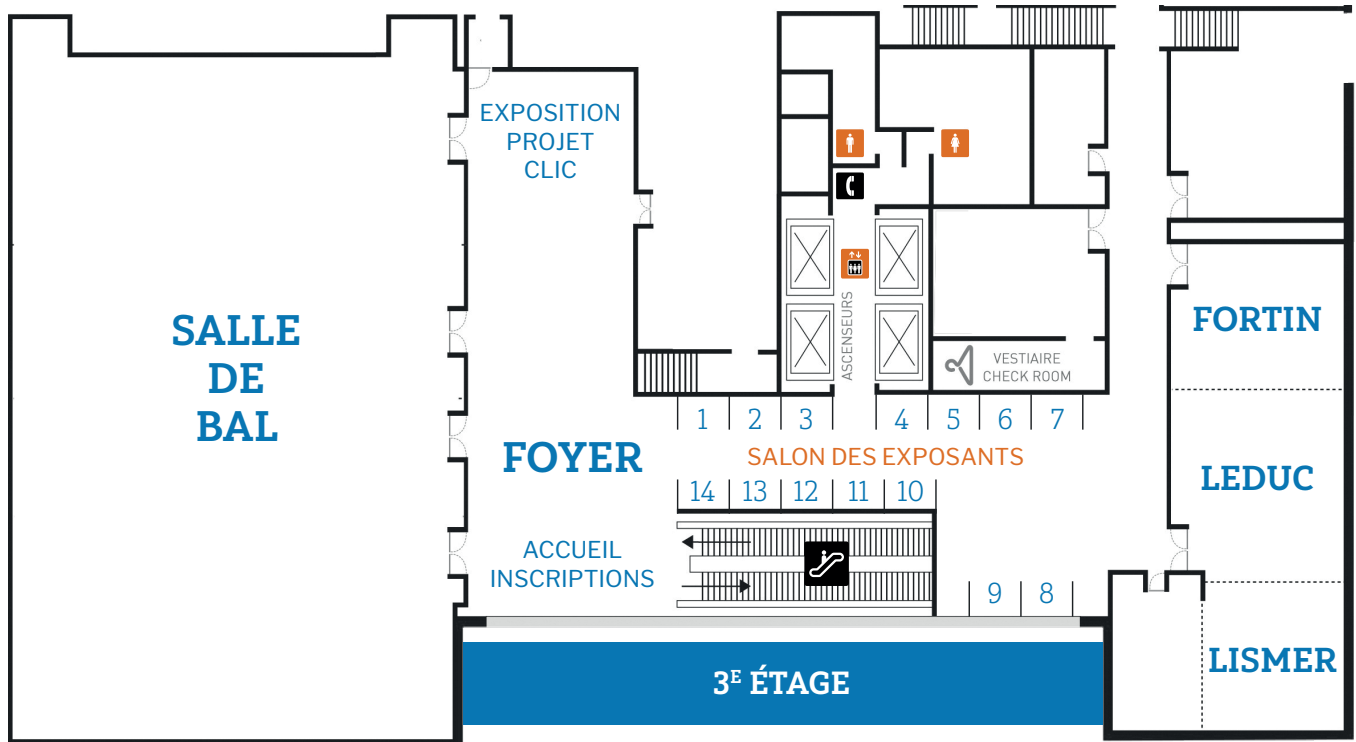 EXPOSITION
PROJET
CLIC
SALLE
DE
BAL
FORTIN
ASCENSEURS
VESTIAIRE
CHECK ROOM
1 2 3 4 5 6 7
FOYER
SALON DES EXPOSANTS
LEDUC
14 13 12 11 10
ACCUEIL
INSCRIPTIONS
9 8
LISMER
3E ÉTAGE